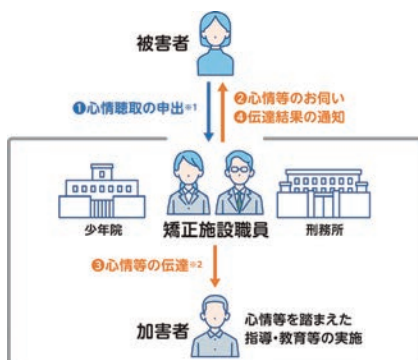 被害者
❶心情聴取の申出※1
❷心情等のお伺い
❹伝達結果の通知
少年院
矯正施設職員
刑務所
❸心情等の伝達※2
加害者
心情等を踏まえた
指導・教育等の実施